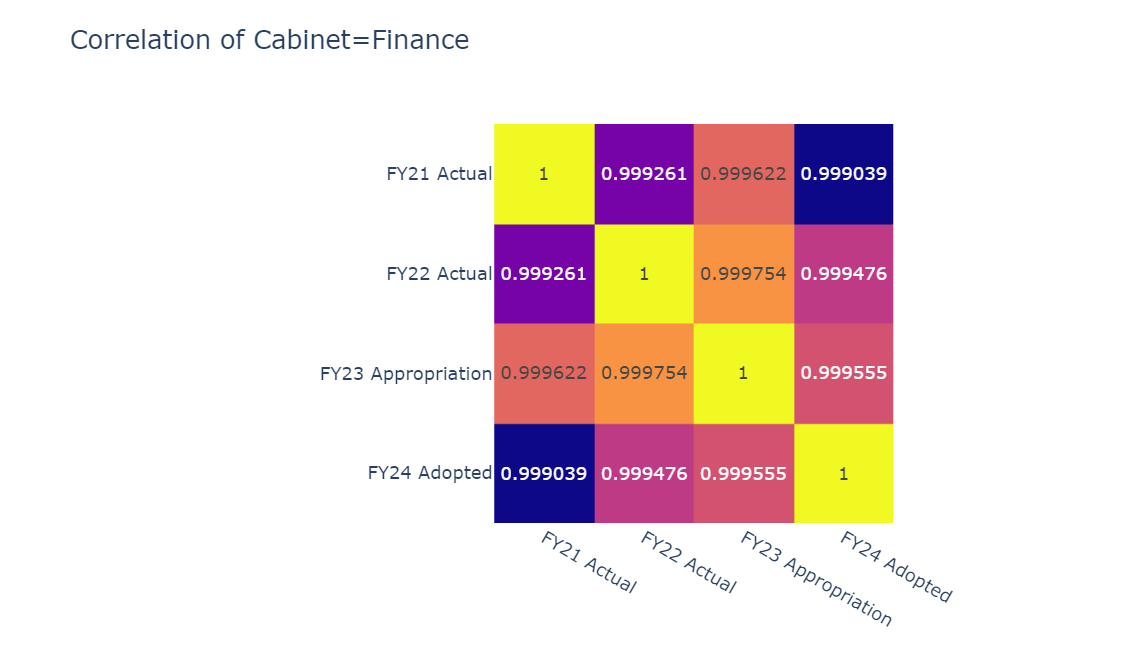 Correlation of Cabinet=Finance
FY21 Actual 1 0.999261 0.999622 0.999039
FY22 Actual 0.999261 1 0.999754 0.999476
FY23 Appropriation 0.999622 0.999754 1 0.999555
FY24 Adopted 0.999039 0.999476 0.999555 1
FY21 Actual FY22 Actual FY23 Appropriation FY24 Adopted